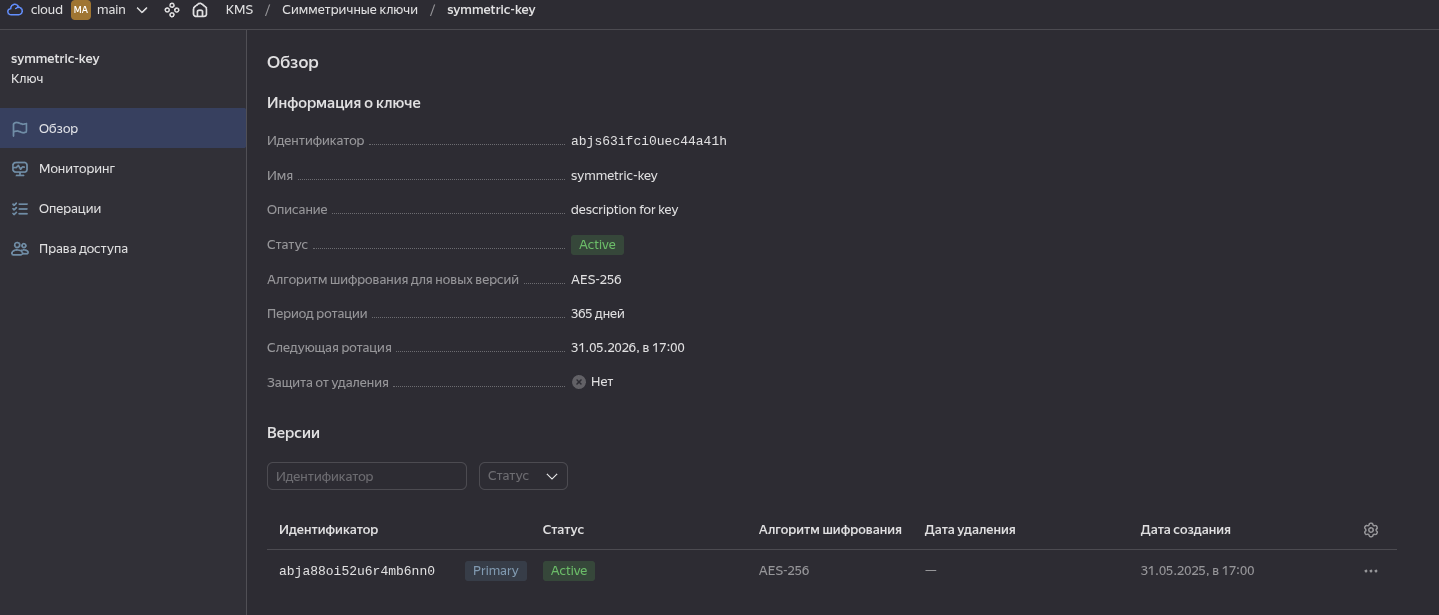 cloud MA main KMS / Симметричные ключи / symmetric-key
symmetric-key
Ключ
Обзор
Мониторинг
Операции
Права доступа
Обзор
Информация о ключе
Идентификатор abjs63ifci0uec44a41h
Имя symmetric-key
Описание description for key
Статус Active
Алгоритм шифрования для новых версий AES-256
Период ротации 365 дней
Следующая ротация 31.05.2026, в 17:00
Защита от удаления Нет
Версии
Идентификатор Статус
Идентификатор Статус Алгоритм шифрования Дата удаления Дата создания
abja88oi52u6r4mb6nn0 Primary Active AES-256 — 31.05.2025, в 17:00